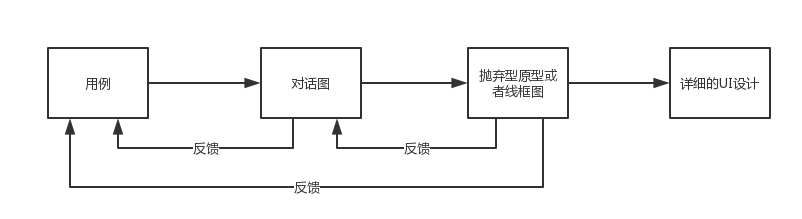 用例
对话图
抛弃型原型或
者线框图
详细的UI设计
反馈
反馈
反馈